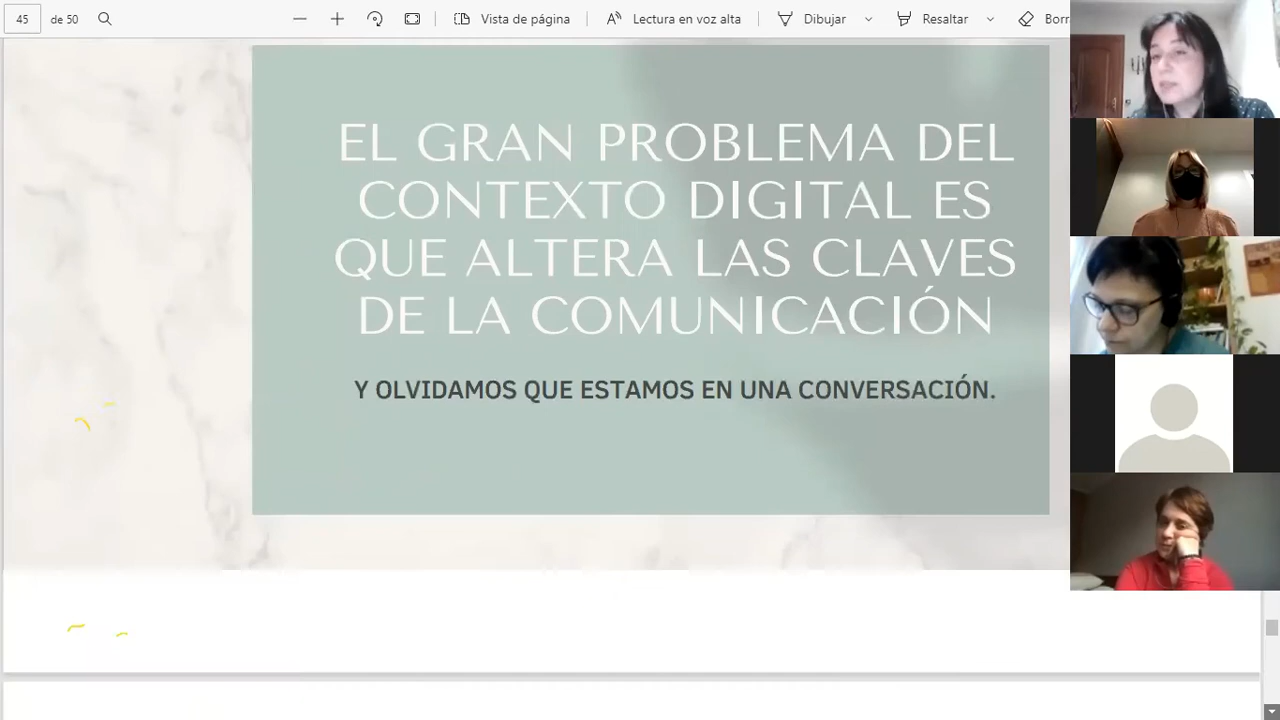 45 de 50 Vista de página Lectura en voz alta Dibujar Resaltar Borr
EL GRAN PROBLEMA DEL
CONTEXTO DIGITAL ES
QUE ALTERA LAS CLAVES
DE LA COMUNICACIÓN
Y OLVIDAMOS QUE ESTAMOS EN UNA CONVERSACIÓN.